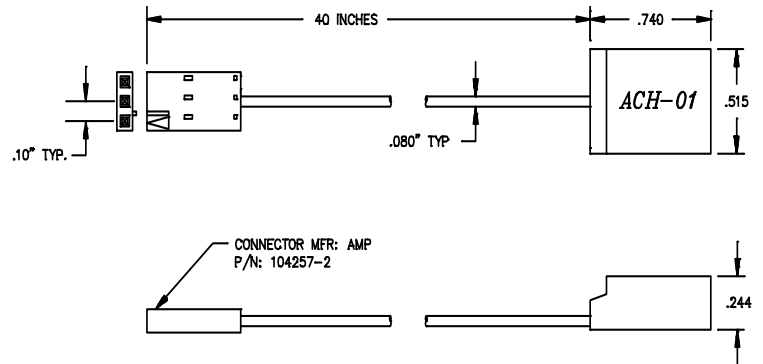 40 INCHES
.740
ACH-01
.515
.10" TYP.
.080" TYP
CONNECTOR MFR: AMP
P/N: 104257-2
.244